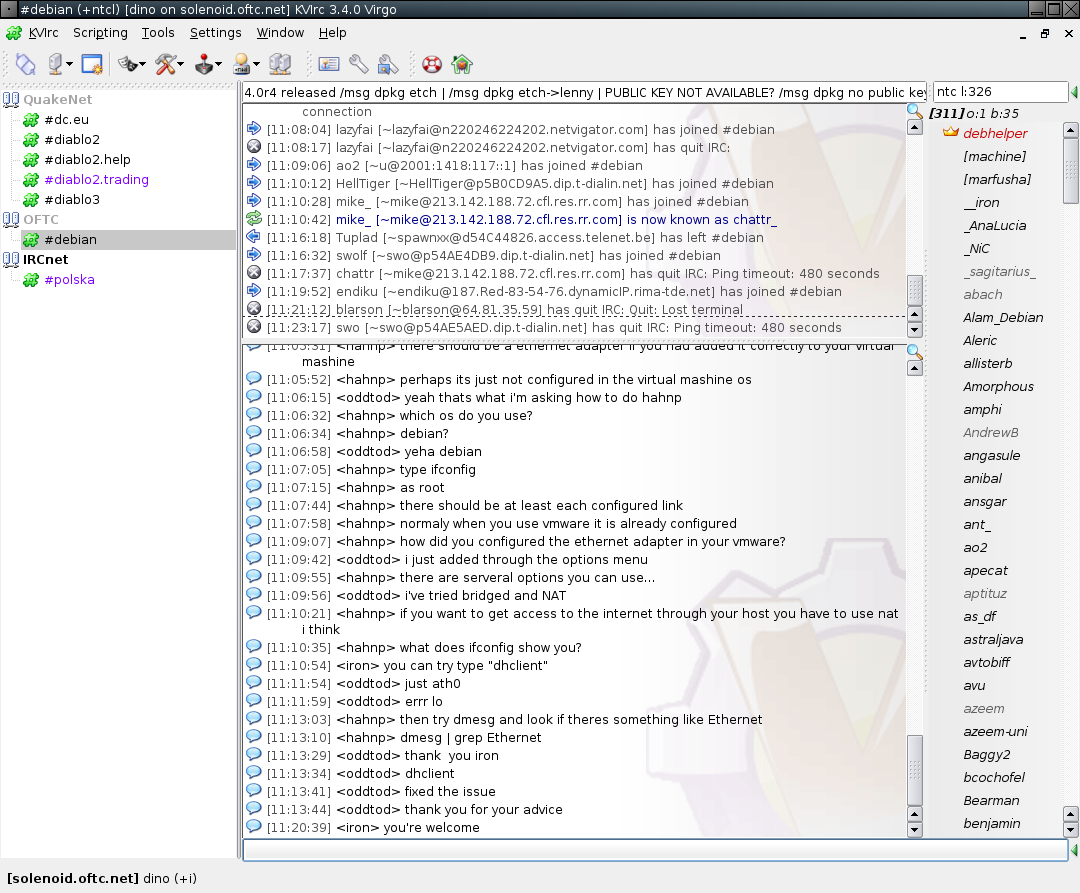 #debian (+ntcl) [dino on solenoid.oftc.net] KVIrc 3.4.0 Virgo
KVIrc Scripting Tools Settings Window Help
QuakeNet
#dc.eu
#diablo2
#diablo2.help
#diablo2.trading
#diablo3
OFTC
#debian
IRCnet
#polska
4.0r4 released /msg dpkg etch | /msg dpkg etch->lenny | PUBLIC KEY NOT AVAILABLE? /msg dpkg no public key
connection
[11:08:04] lazyfai [~lazyfai@n220246224202.netvigator.com] has joined #debian
[11:08:17] lazyfai [~lazyfai@n220246224202.netvigator.com] has quit IRC:
[11:09:06] ao2 [~u@2001:1418:117::1] has joined #debian
[11:10:12] HellTiger [~HellTiger@p5B0CD9A5.dip.t-dialin.net] has joined #debian
[11:10:28] mike_ [~mike@213.142.188.72.cfl.res.rr.com] has joined #debian
[11:10:42] mike_ [~mike@213.142.188.72.cfl.res.rr.com] is now known as chattr_
[11:16:18] Tuplad [~spawnxx@d54C44826.access.telenet.be] has left #debian
[11:16:32] swolf [~swo@p54AE4DB9.dip.t-dialin.net] has joined #debian
[11:17:37] chattr [~mike@213.142.188.72.cfl.res.rr.com] has quit IRC: Ping timeout: 480 seconds
[11:19:52] endiku [~endiku@187.Red-83-54-76.dynamicIP.rima-tde.net] has joined #debian
[11:21:12] blarson [~blarson@64.81.35.59] has quit IRC: Quit: Lost terminal
[11:23:17] swo [~swo@p54AE5AED.dip.t-dialin.net] has quit IRC: Ping timeout: 480 seconds
<hahnp> there should be a ethernet adapter if you had added it correctly to your virtual
mashine
[11:05:52] <hahnp> perhaps its just not configured in the virtual mashine os
[11:06:15] <oddtod> yeah thats what i'm asking how to do hahnp
[11:06:32] <hahnp> which os do you use?
[11:06:34] <hahnp> debian?
[11:06:58] <oddtod> yeha debian
[11:07:05] <hahnp> type ifconfig
[11:07:15] <hahnp> as root
[11:07:44] <hahnp> there should be at least each configured link
[11:07:58] <hahnp> normaly when you use vmware it is already configured
[11:09:07] <hahnp> how did you configured the ethernet adapter in your vmware?
[11:09:42] <oddtod> i just added through the options menu
[11:09:55] <hahnp> there are serveral options you can use...
[11:09:56] <oddtod> i've tried bridged and NAT
[11:10:21] <hahnp> if you want to get access to the internet through your host you have to use nat
i think
[11:10:35] <hahnp> what does ifconfig show you?
[11:10:54] <iron> you can try type "dhclient"
[11:11:54] <oddtod> just ath0
[11:11:59] <oddtod> errr lo
[11:13:03] <hahnp> then try dmesg and look if theres something like Ethernet
[11:13:10] <hahnp> dmesg | grep Ethernet
[11:13:29] <oddtod> thank  you iron
[11:13:34] <oddtod> dhclient
[11:13:41] <oddtod> fixed the issue
[11:13:44] <oddtod> thank you for your advice
[11:20:39] <iron> you're welcome
ntc l:326
[311] o:1 b:35
debhelper
[machine]
[marfusha]
__iron
_AnaLucia
_NiC
_sagitarius_
abach
Alam_Debian
Aleric
allisterb
Amorphous
amphi
AndrewB
angasule
anibal
ansgar
ant_
ao2
apecat
aptituz
as_df
astraljava
avtobiff
avu
azeem
azeem-uni
Baggy2
bcochofel
Bearman
benjamin
[solenoid.oftc.net] dino (+i)